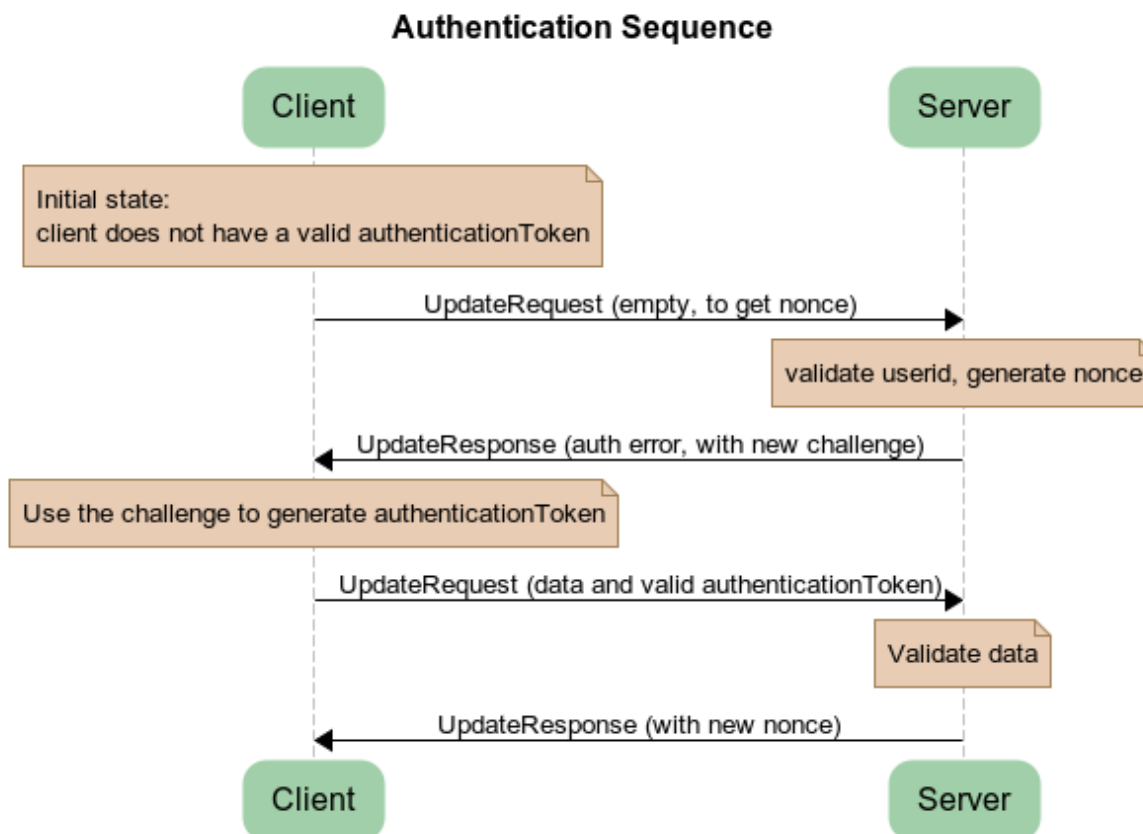 Authentication Sequence
Client
Server
Initial state:
client does not have a valid authenticationToken
UpdateRequest (empty, to get nonce)
validate userid, generate nonce
UpdateResponse (auth error, with new challenge)
Use the challenge to generate authenticationToken
UpdateRequest (data and valid authenticationToken)
Validate data
UpdateResponse (with new nonce)
Client
Server